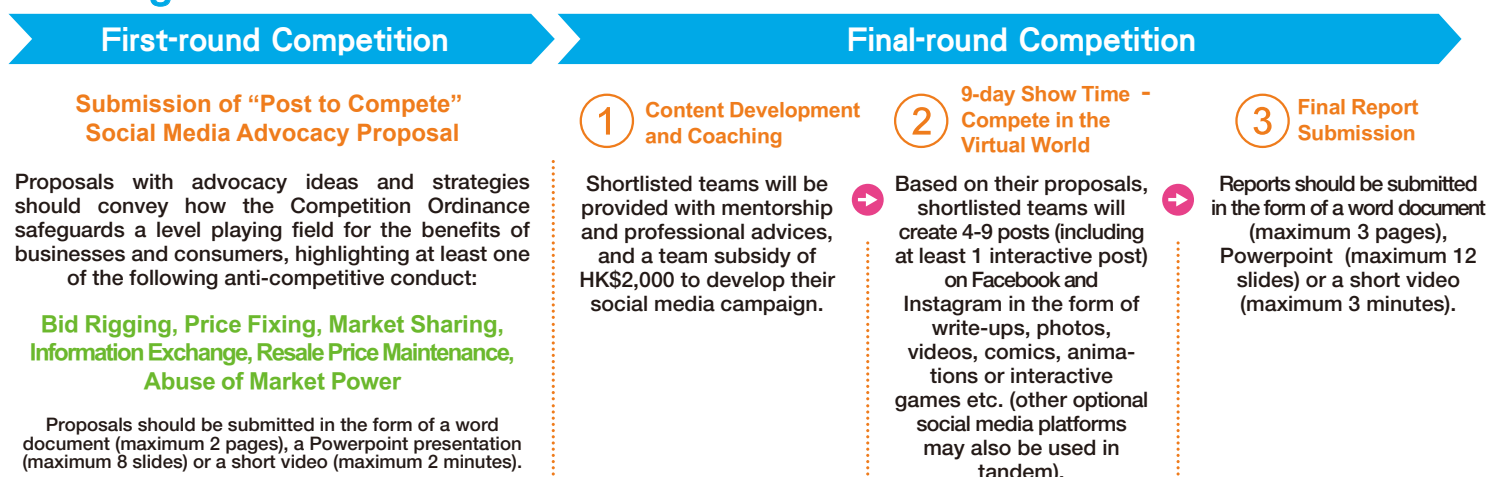 First-round Competition
Final-round Competition
Submission of “Post to Compete”
Social Media Advocacy Proposal
Proposals with advocacy ideas and strategies
should convey how the Competition Ordinance
safeguards a level playing field for the benefits of
businesses and consumers, highlighting at least one
of the following anti-competitive conduct:
Bid Rigging, Price Fixing, Market Sharing,
Information Exchange, Resale Price Maintenance,
Abuse of Market Power
Proposals should be submitted in the form of a word
document (maximum 2 pages), a Powerpoint presentation
(maximum 8 slides) or a short video (maximum 2 minutes).
1
Content Development
and Coaching
Shortlisted teams will be
provided with mentorship
and professional advices,
and a team subsidy of
HK$2,000 to develop their
social media campaign.
2
9-day Show Time -
Compete in the
Virtual World
Based on their proposals,
shortlisted teams will
create 4-9 posts (including
at least 1 interactive post)
on Facebook and
Instagram in the form of
write-ups, photos,
videos, comics, anima-
tions or interactive
games etc. (other optional
social media platforms
may also be used in
tandem).
3
Final Report
Submission
Reports should be submitted
in the form of a word document
(maximum 3 pages),
Powerpoint (maximum 12
slides) or a short video
(maximum 3 minutes).